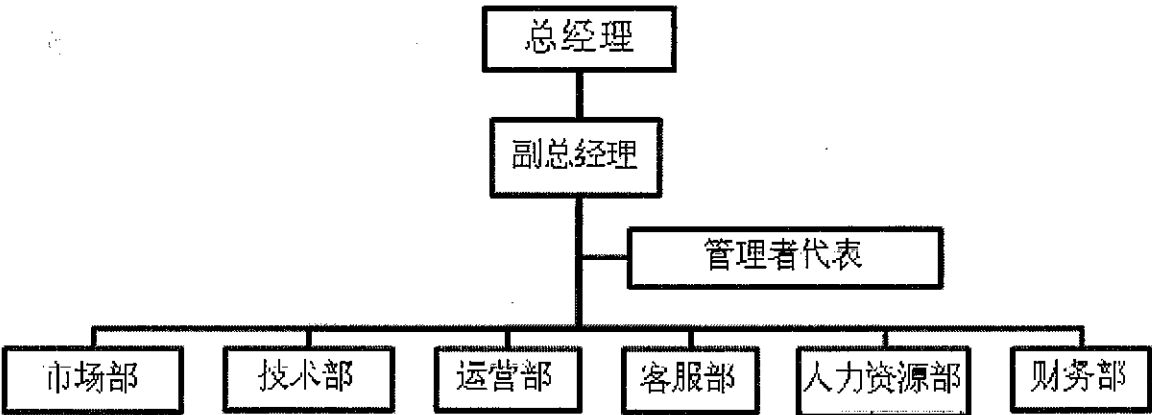 总经理
副总经理
管理者代表
市场部
技术部
运营部
客服部
人力资源部
财务部